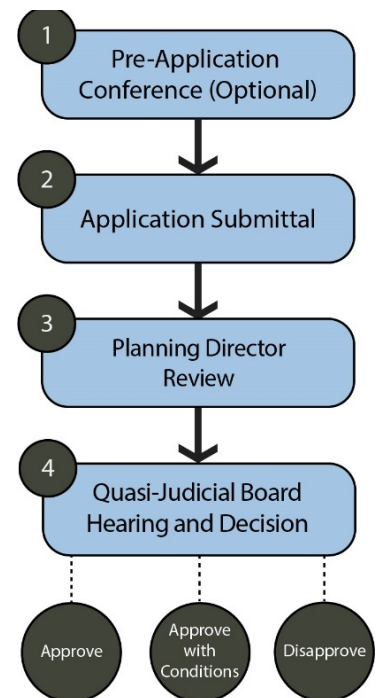 1
Pre-Application
Conference (Optional)
2
Application Submittal
3
Planning Director
Review
4
Quasi-Judicial Board
Hearing and Decision
Approve
Approve
with
Conditions
Disapprove